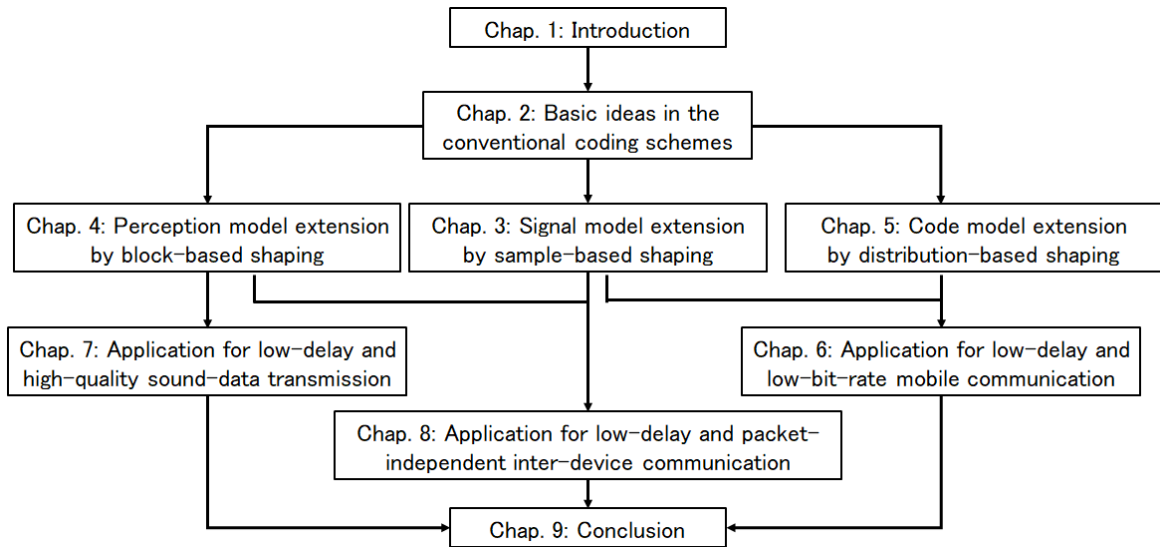 Chap. 1: Introduction
Chap. 2: Basic ideas in the
conventional coding schemes
Chap. 4: Perception model extension
by block-based shaping
Chap. 3: Signal model extension
by sample-based shaping
Chap. 5: Code model extension
by distribution-based shaping
Chap. 7: Application for low-delay and
high-quality sound-data transmission
Chap. 6: Application for low-delay and
low-bit-rate mobile communication
Chap. 8: Application for low-delay and packet-
independent inter-device communication
Chap. 9: Conclusion